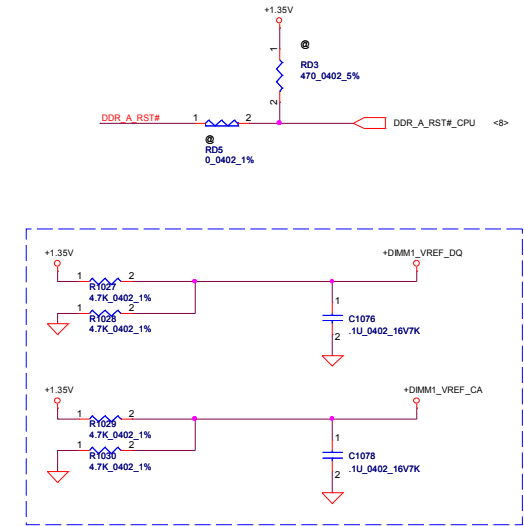 +1.35V
1
@
RD3
470_0402_5%
2
DDR_A_RST#
1
2
DDR_A_RST#_CPU
<8>
@
RD5
0_0402_1%
+1.35V
+DIMM1_VREF_DQ
1
2
R1027
4.7K_0402_1%
1
2
R1028
4.7K_0402_1%
1
C1076
.1U_0402_16V7K
2
+1.35V
+DIMM1_VREF_CA
1
2
R1029
4.7K_0402_1%
1
2
R1030
4.7K_0402_1%
1
C1078
.1U_0402_16V7K
2